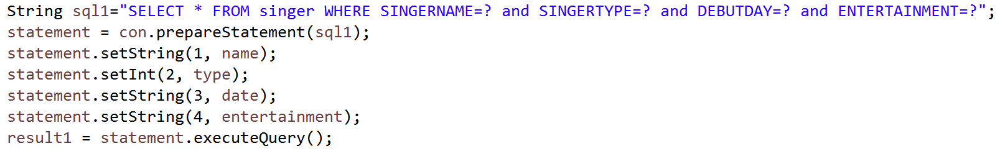 String sql1="SELECT * FROM singer WHERE SINGERNAME=? and SINGERTYPE=? and DEBUTDAY=? and ENTERTAINMENT=?";
statement = con.prepareStatement(sql1);
statement.setString(1, name);
statement.setInt(2, type);
statement.setString(3, date);
statement.setString(4, entertainment);
result1 = statement.executeQuery();